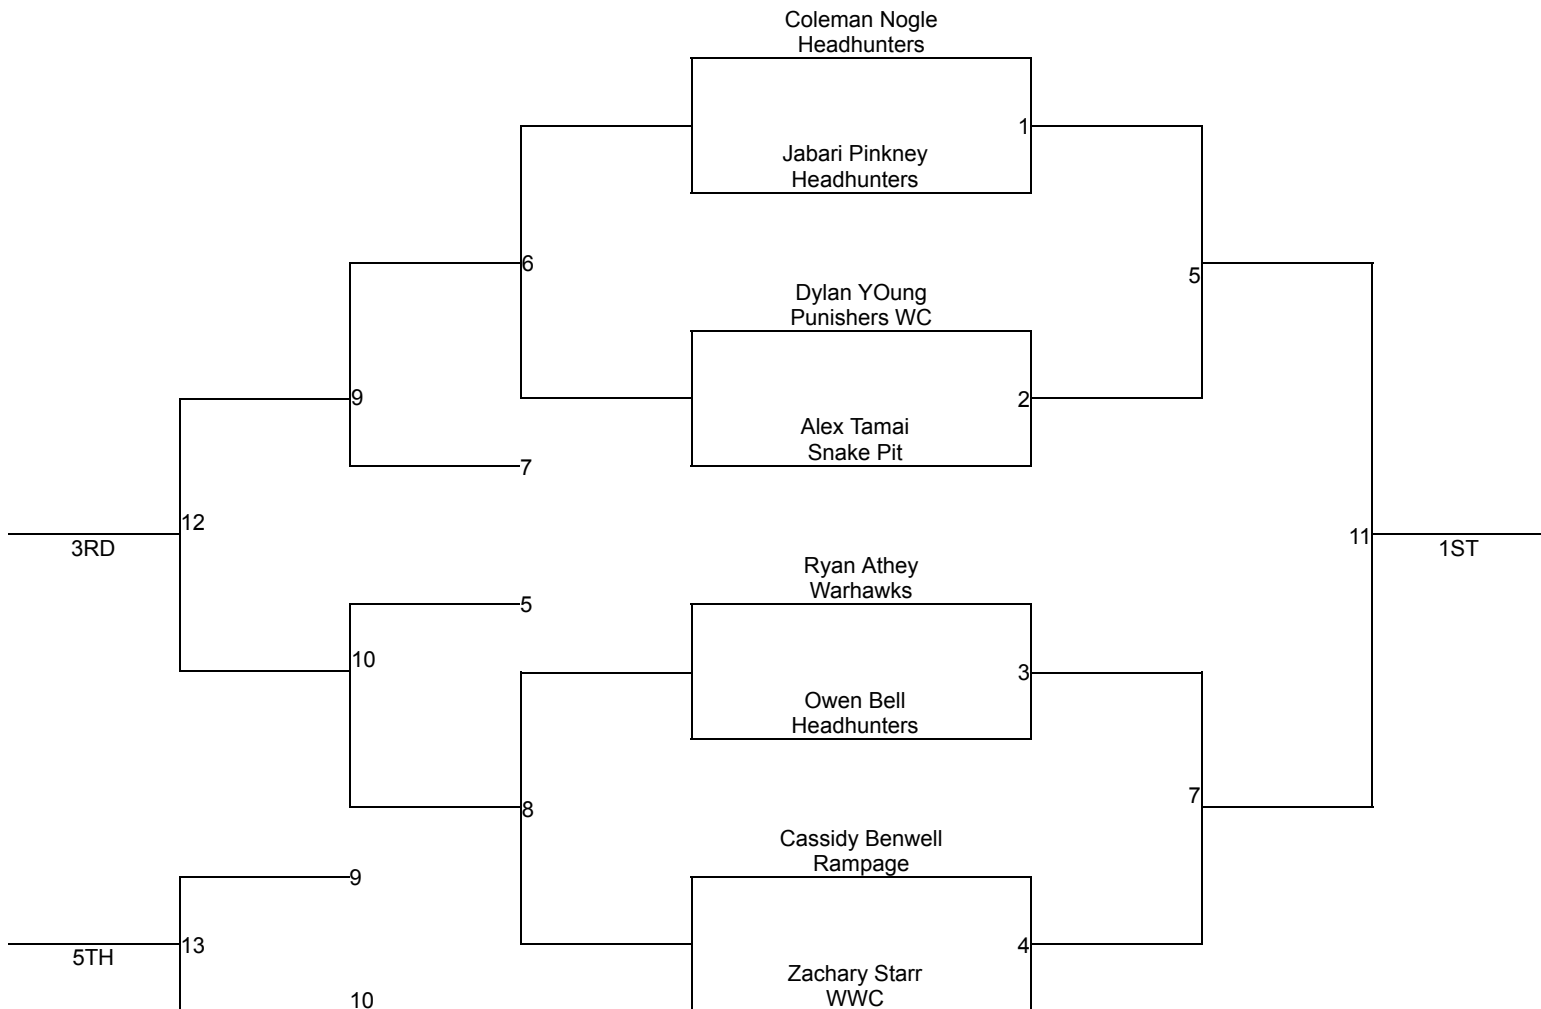 Coleman Nogle
Headhunters
1
Jabari Pinkney
Headhunters
6
5
Dylan YOung
Punishers WC
9
2
Alex Tamai
Snake Pit
7
12
3RD
11
1ST
Ryan Athey
Warhawks
5
10
3
Owen Bell
Headhunters
7
8
Cassidy Benwell
Rampage
9
13
5TH
4
Zachary Starr
WWC
10